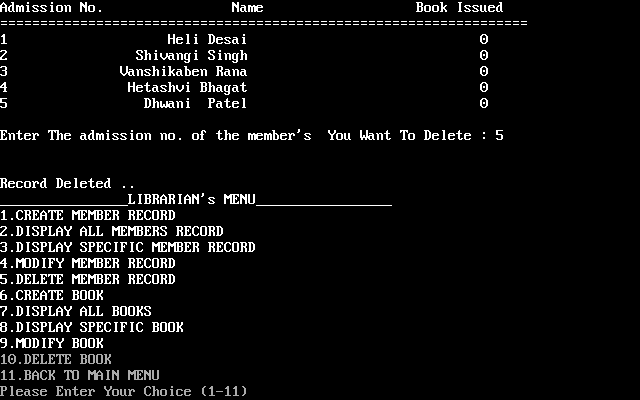 Admission No. Name Book Issued
==================================================================
1 Heli Desai 0
2 Shivangi Singh 0
3 Vanshikaben Rana 0
4 Hetashvi Bhagat 0
5 Dhwani Patel 0
Enter The admission no. of the member's You Want To Delete : 5
Record Deleted ..
________________LIBRARIAN's MENU_________________
1.CREATE MEMBER RECORD
2.DISPLAY ALL MEMBERS RECORD
3.DISPLAY SPECIFIC MEMBER RECORD
4.MODIFY MEMBER RECORD
5.DELETE MEMBER RECORD
6.CREATE BOOK
7.DISPLAY ALL BOOKS
8.DISPLAY SPECIFIC BOOK
9.MODIFY BOOK
10.DELETE BOOK
11.BACK TO MAIN MENU
Please Enter Your Choice (1-11)